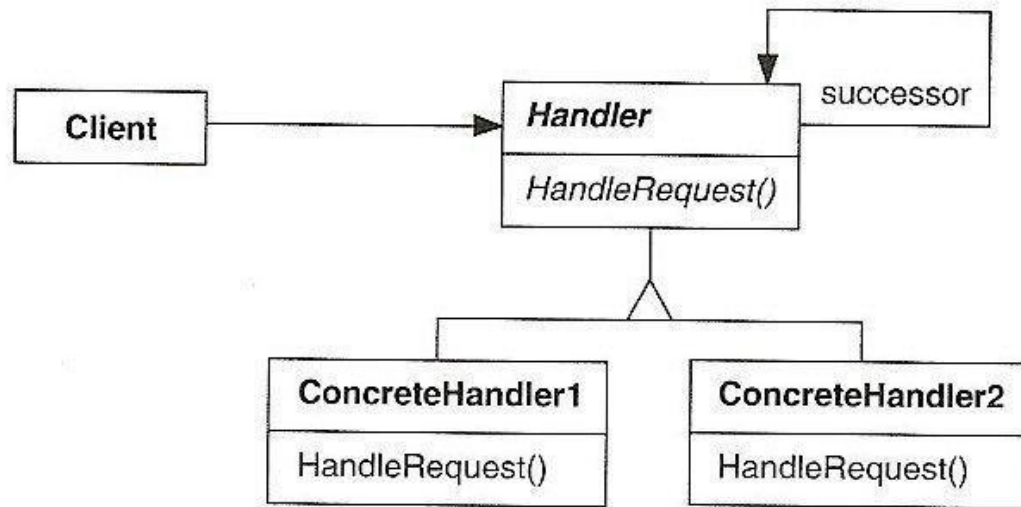 Client
Handler
successor
HandleRequest()
ConcreteHandler1
ConcreteHandler2
HandleRequest()
HandleRequest()